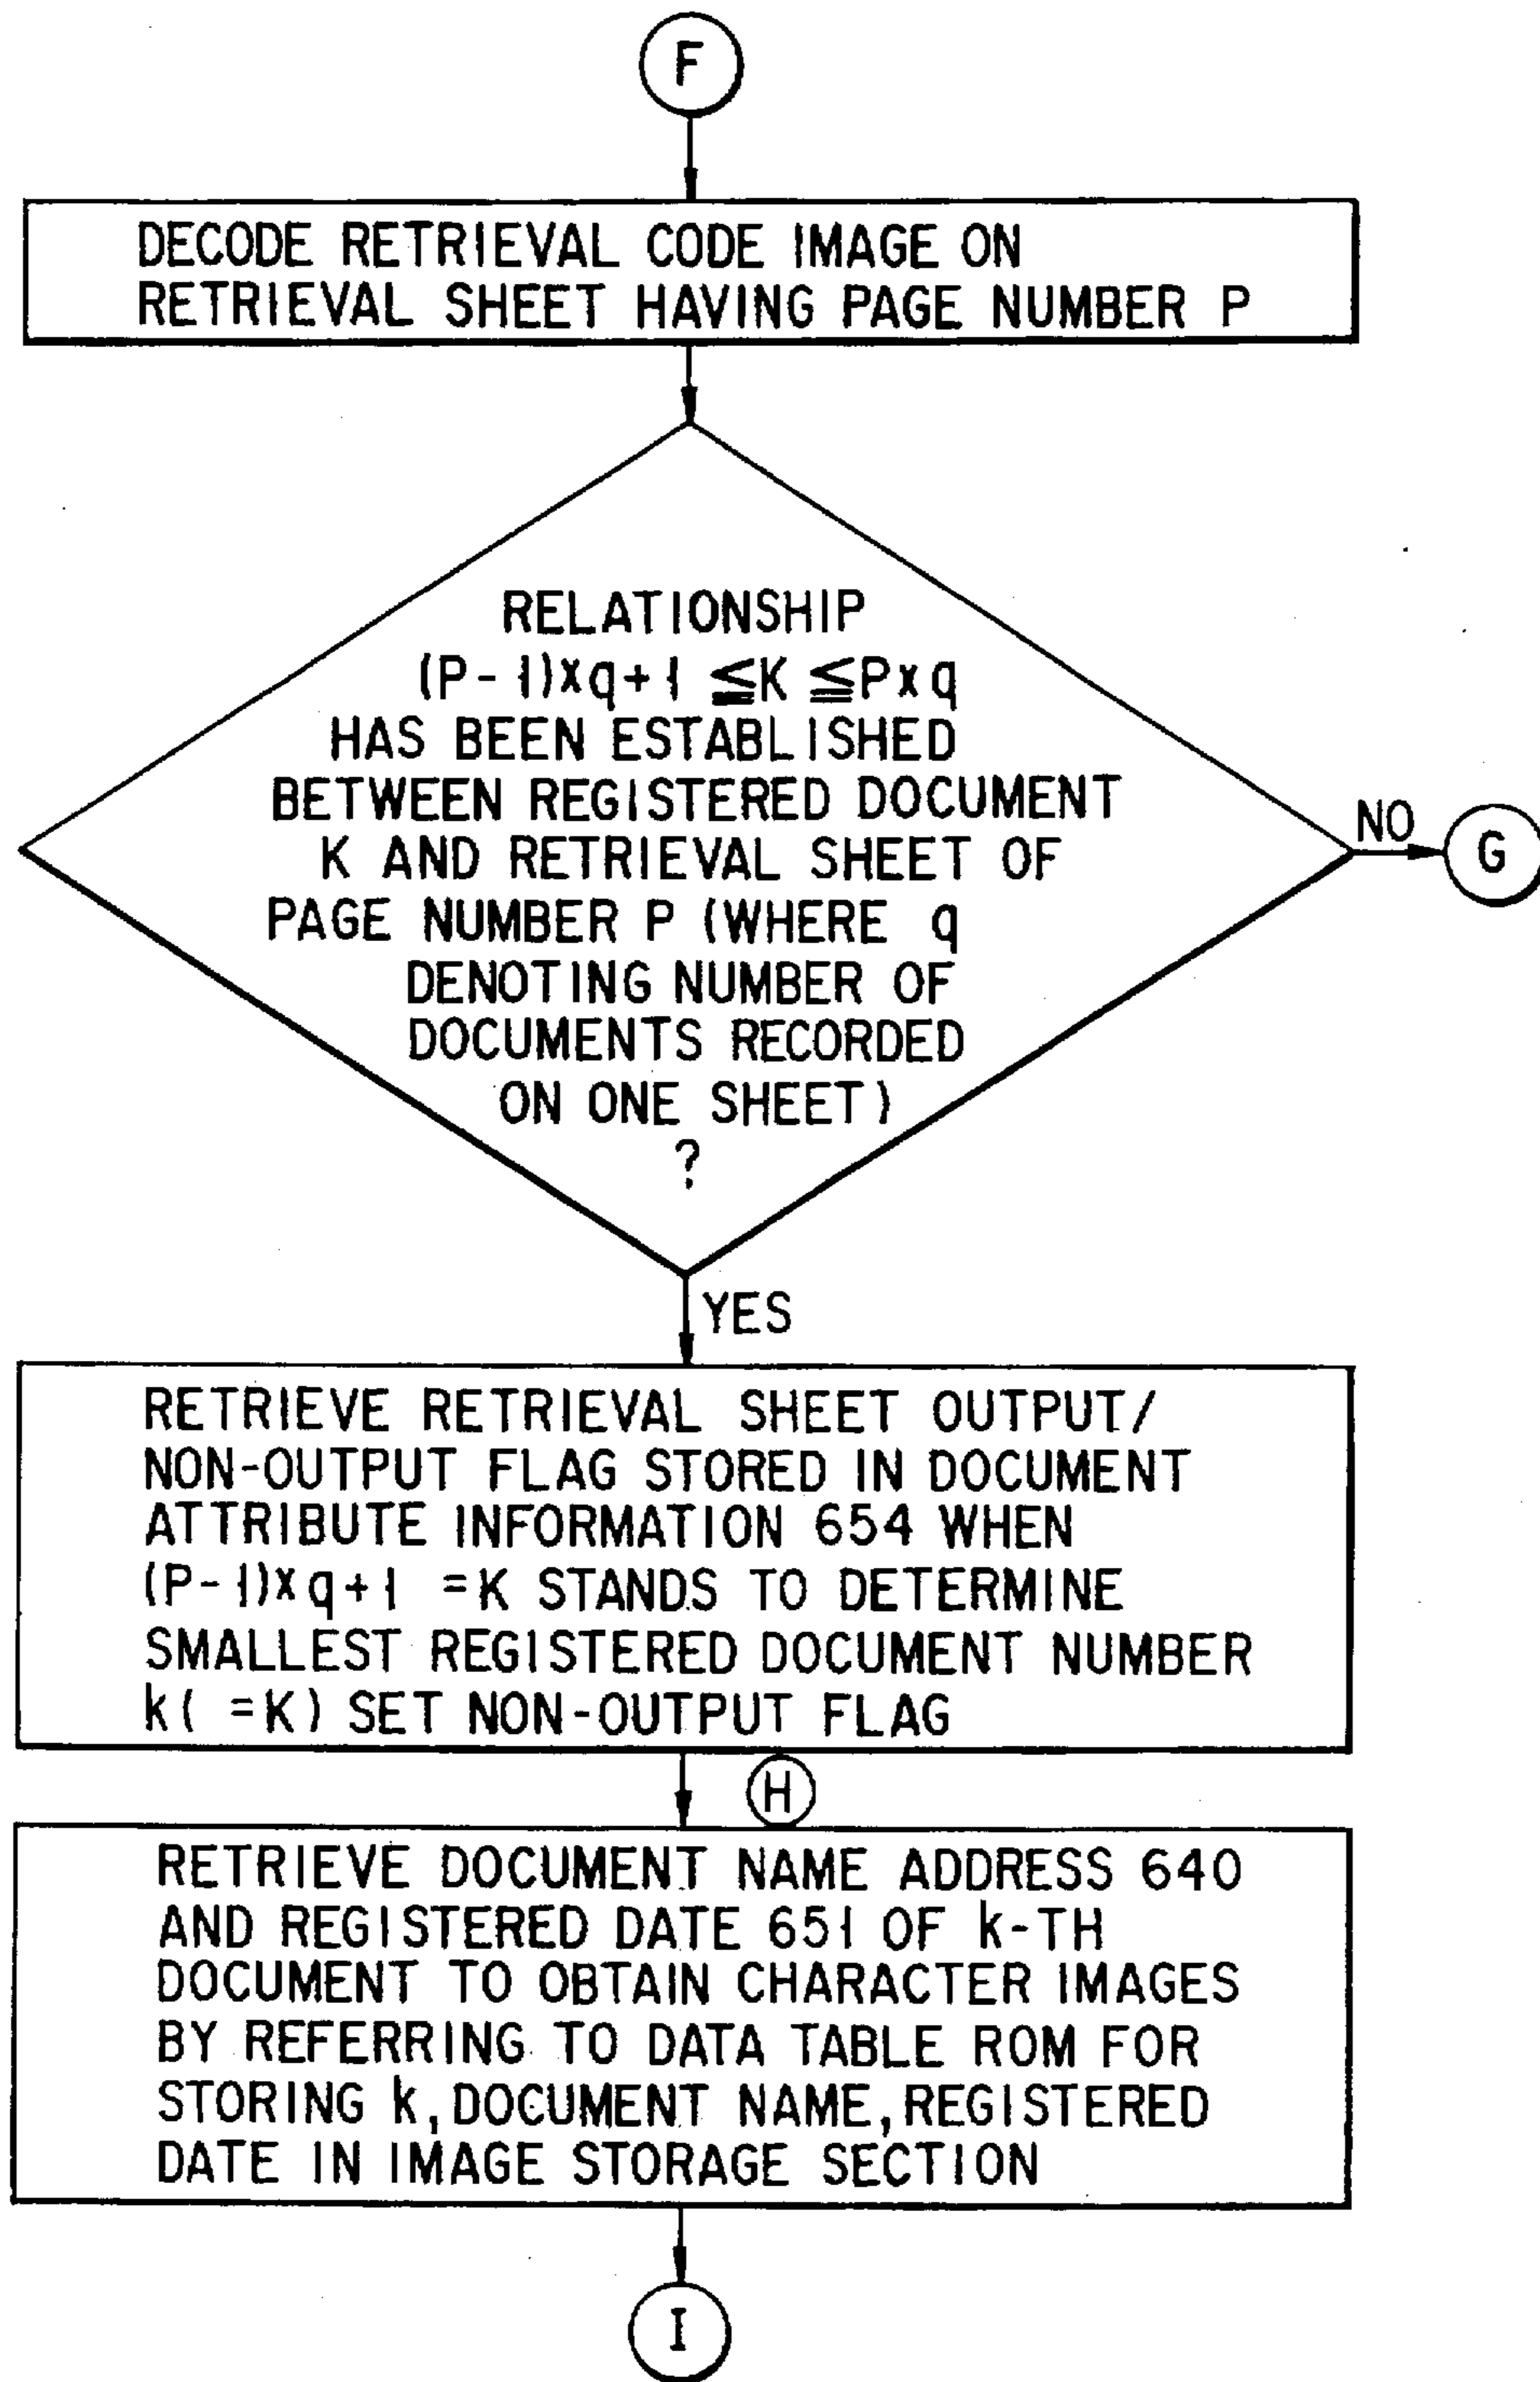 F
DECODE RETRIEVAL CODE IMAGE ON
RETRIEVAL SHEET HAVING PAGE NUMBER P
RELATIONSHIP
(P-1)×q+1 ≦K ≦P×q
HAS BEEN ESTABLISHED
BETWEEN REGISTERED DOCUMENT
K AND RETRIEVAL SHEET OF
PAGE NUMBER P (WHERE q
DENOTING NUMBER OF
DOCUMENTS RECORDED
ON ONE SHEET)
?
NO
G
YES
RETRIEVE RETRIEVAL SHEET OUTPUT/
NON-OUTPUT FLAG STORED IN DOCUMENT
ATTRIBUTE INFORMATION 654 WHEN
(P-1)×q+1 =K STANDS TO DETERMINE
SMALLEST REGISTERED DOCUMENT NUMBER
k( =K) SET NON-OUTPUT FLAG
H
RETRIEVE DOCUMENT NAME ADDRESS 640
AND REGISTERED DATE 651 OF k-TH
DOCUMENT TO OBTAIN CHARACTER IMAGES
BY REFERRING TO DATA TABLE ROM FOR
STORING k, DOCUMENT NAME, REGISTERED
DATE IN IMAGE STORAGE SECTION
I